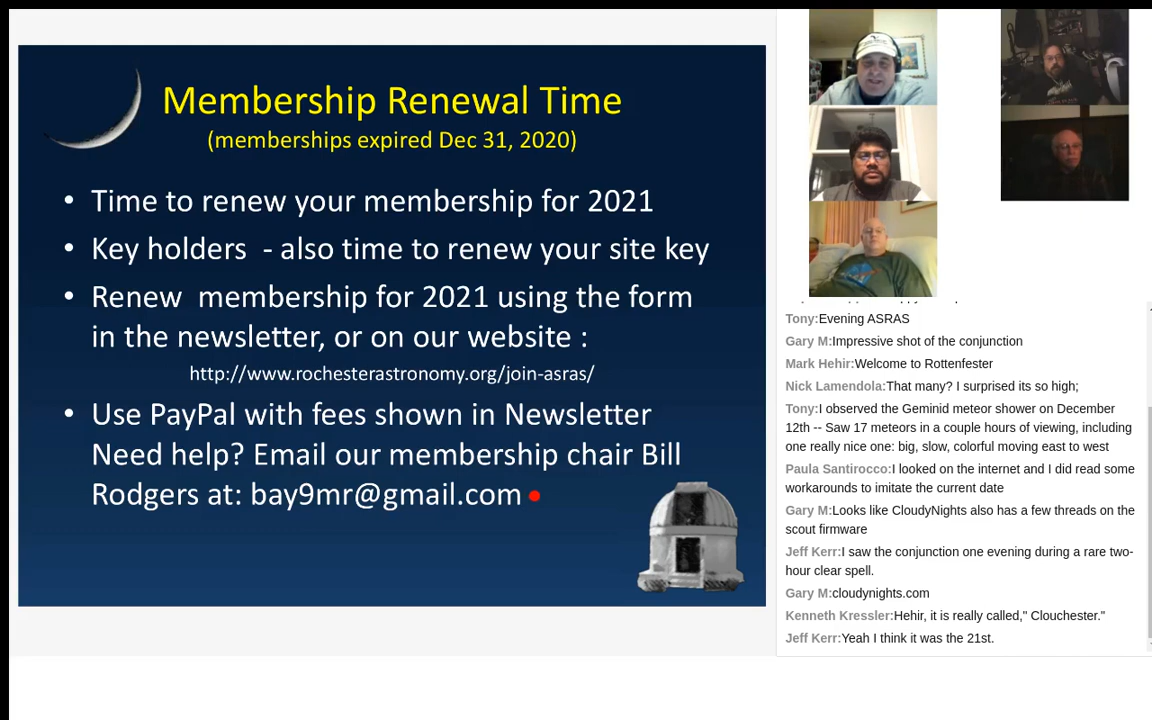 Membership Renewal Time
(memberships expired Dec 31, 2020)
• Time to renew your membership for 2021
• Key holders - also time to renew your site key
• Renew membership for 2021 using the form
in the newsletter, or on our website :
http://www.rochesterastronomy.org/join-asras/
• Use PayPal with fees shown in Newsletter
Need help? Email our membership chair Bill
Rodgers at: bay9mr@gmail.com
Tony:Evening ASRAS
Gary M:Impressive shot of the conjunction
Mark Hehir:Welcome to Rottenfester
Nick Lamendola:That many? I surprised its so high;
Tony:I observed the Geminid meteor shower on December
12th -- Saw 17 meteors in a couple hours of viewing, including
one really nice one: big, slow, colorful moving east to west
Paula Santirocco:I looked on the internet and I did read some
workarounds to imitate the current date
Gary M:Looks like CloudyNights also has a few threads on the
scout firmware
Jeff Kerr:I saw the conjunction one evening during a rare two-
hour clear spell.
Gary M:cloudynights.com
Kenneth Kressler:Hehir, it is really called," Clouchester."
Jeff Kerr:Yeah I think it was the 21st.